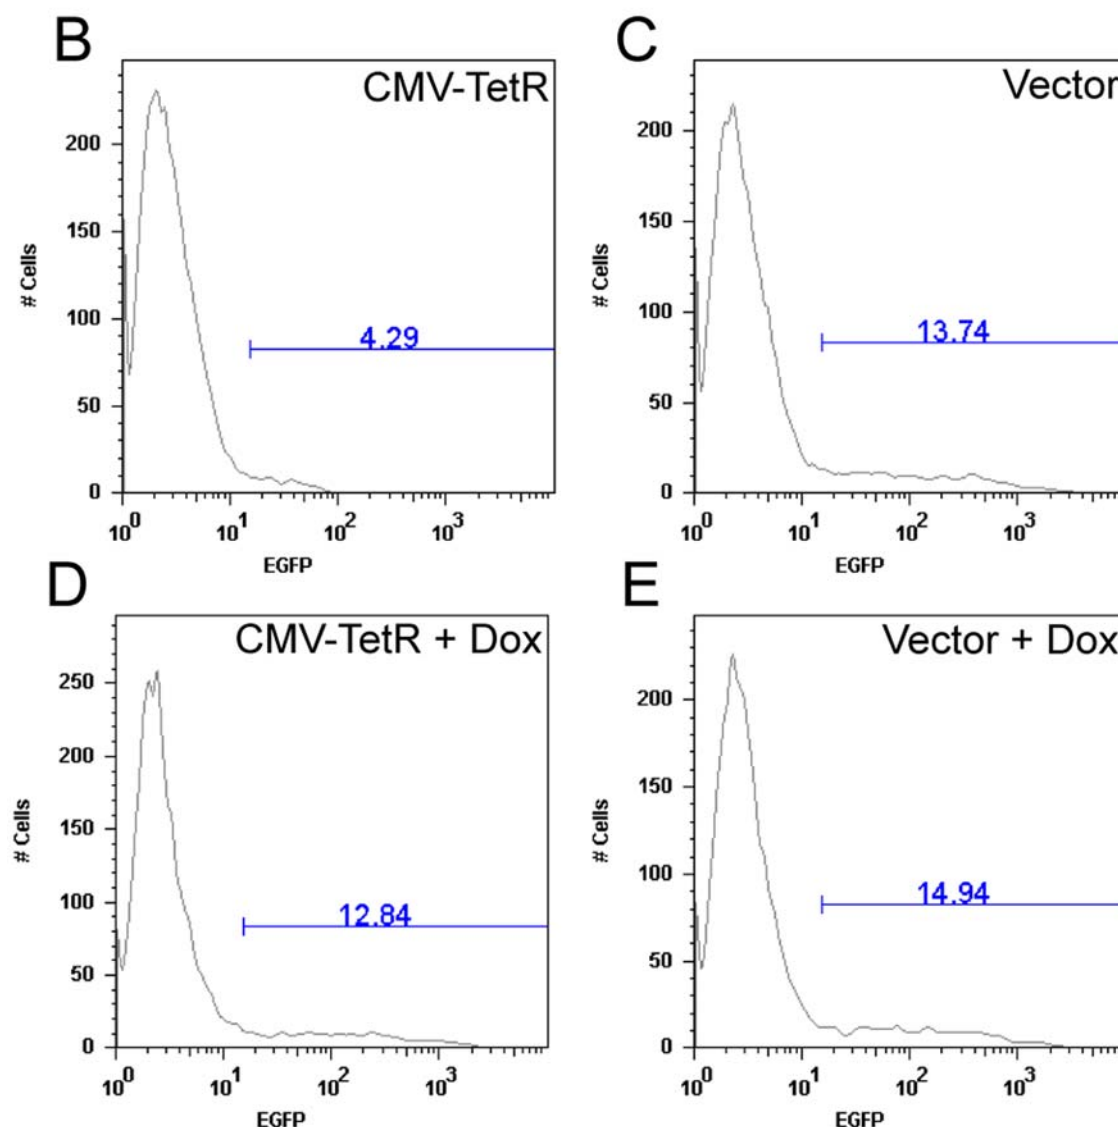 B
CMV-TetR
200
150
100
50
0
# Cells
4.29
10^0 10^1 10^2 10^3
EGFP
C
Vector
200
150
100
50
0
# Cells
13.74
10^0 10^1 10^2 10^3
EGFP
D
CMV-TetR + Dox
250
200
150
100
50
0
# Cells
12.84
10^0 10^1 10^2 10^3
EGFP
E
Vector + Dox
200
150
100
50
0
# Cells
14.94
10^0 10^1 10^2 10^3
EGFP